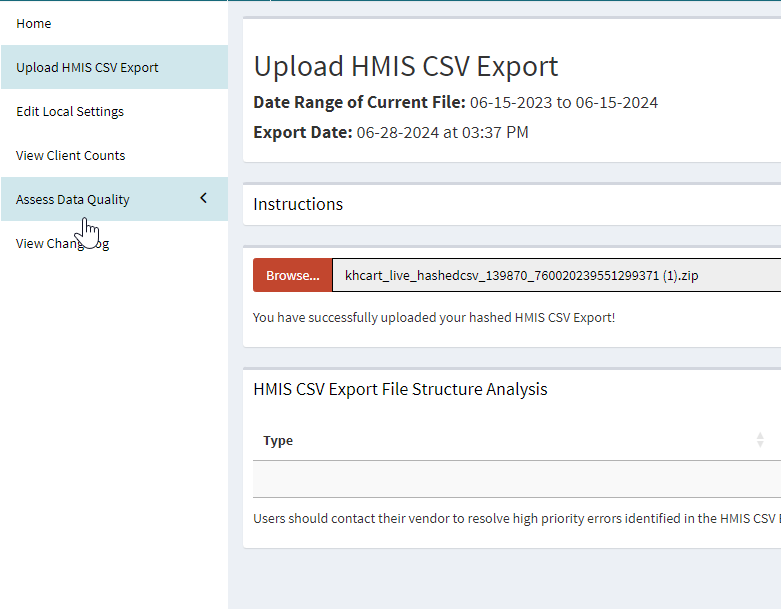 Home
Upload HMIS CSV Export
Edit Local Settings
View Client Counts
Assess Data Quality
View Changelog
Upload HMIS CSV Export
Date Range of Current File: 06-15-2023 to 06-15-2024
Export Date: 06-28-2024 at 03:37 PM
Instructions
Browse... khcart_live_hashedcsv_139870_760020239551299371 (1).zip
You have successfully uploaded your hashed HMIS CSV Export!
HMIS CSV Export File Structure Analysis
Type
Users should contact their vendor to resolve high priority errors identified in the HMIS CSV